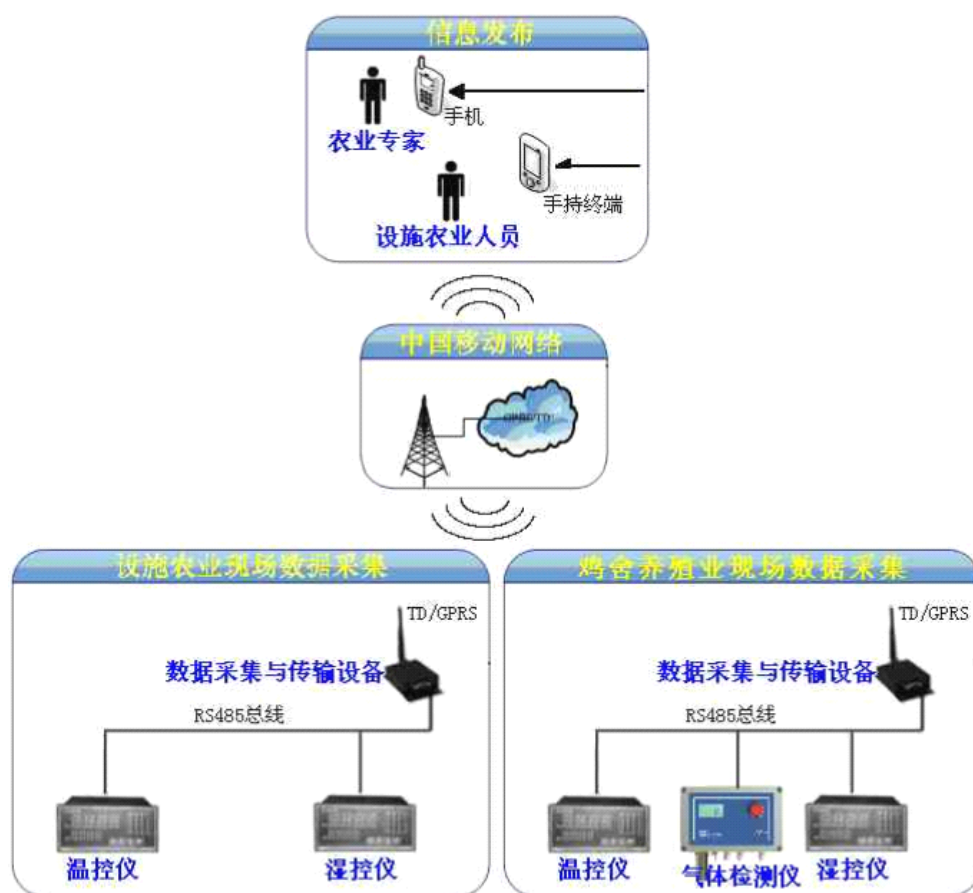 信息发布
手机
农业专家
手持终端
设施农业人员
中国移动网络
设施农业现场数据采集
TD/GPRS
数据采集与传输设备
RS485总线
温控仪
湿控仪
鸡舍养殖业现场数据采集
TD/GPRS
数据采集与传输设备
RS485总线
温控仪
气体检测仪
湿控仪